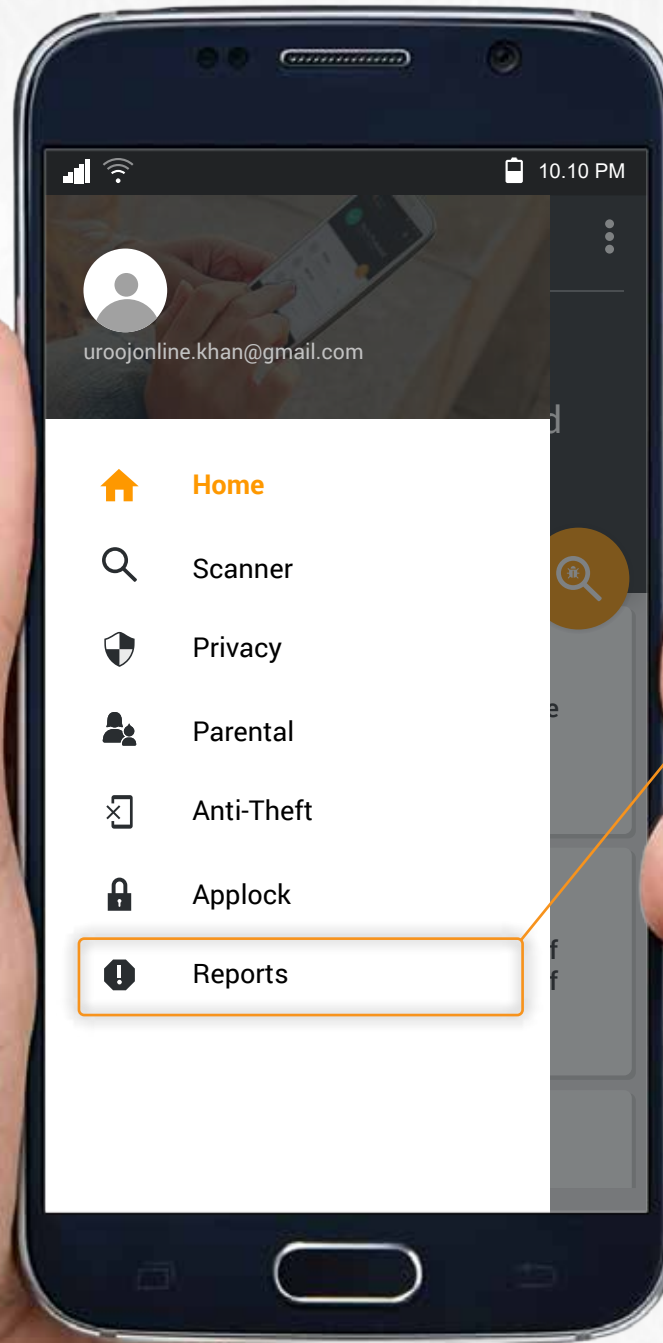 10.10 PM
uroojonline.khan@gmail.com
Home
Scanner
Privacy
Parental
Anti-Theft
Applock
Reports
d
e
f
f